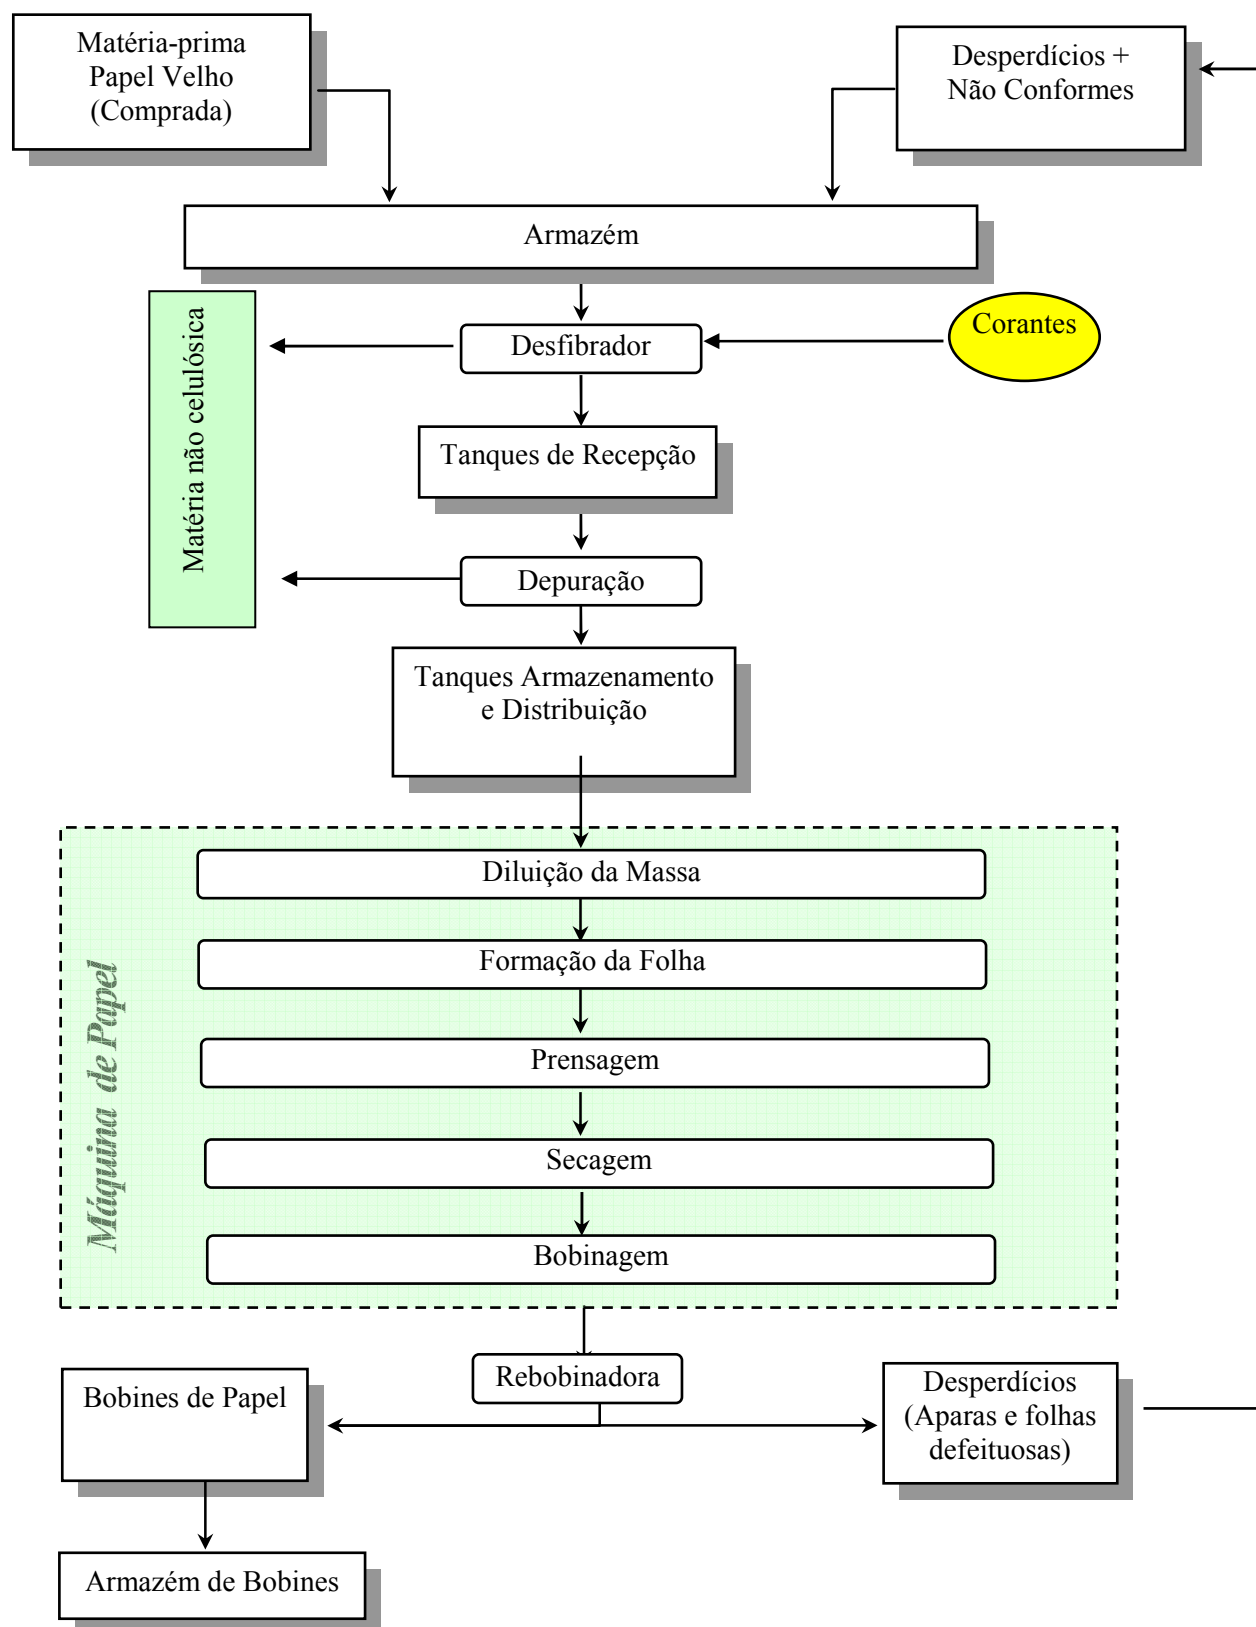 Matéria-prima
Papel Velho
(Comprada)
Desperdícios +
Não Conformes
Armazém
Matéria não celulósica
Desfibrador
Corantes
Tanques de Recepção
Depuração
Tanques Armazenamento
e Distribuição
Máquina de Papel
Diluição da Massa
Formação da Folha
Prensagem
Secagem
Bobinagem
Rebobinadora
Bobines de Papel
Desperdícios
(Aparas e folhas
defeituosas)
Armazém de Bobines